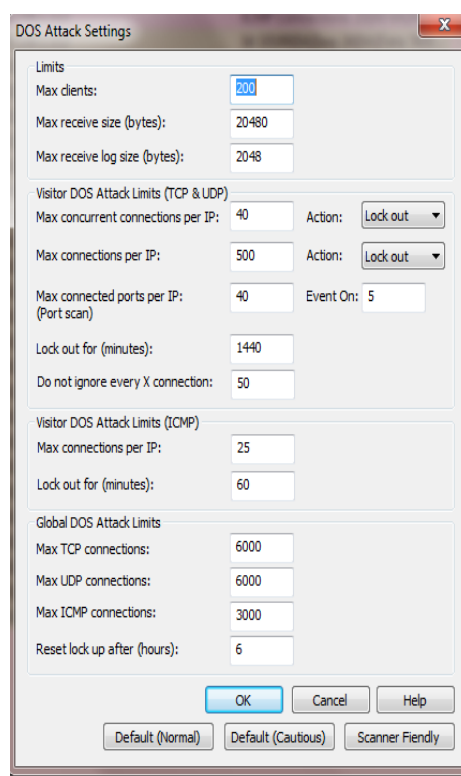 DOS Attack Settings
X
Limits
Max clients: 200
Max receive size (bytes): 20480
Max receive log size (bytes): 2048
Visitor DOS Attack Limits (TCP & UDP)
Max concurrent connections per IP: 40 Action: Lock out
Max connections per IP: 500 Action: Lock out
Max connected ports per IP: 40 Event On: 5
(Port scan)
Lock out for (minutes): 1440
Do not ignore every X connection: 50
Visitor DOS Attack Limits (ICMP)
Max connections per IP: 25
Lock out for (minutes): 60
Global DOS Attack Limits
Max TCP connections: 6000
Max UDP connections: 6000
Max ICMP connections: 3000
Reset lock up after (hours): 6
OK Cancel Help
Default (Normal) Default (Cautious) Scanner Fiendly